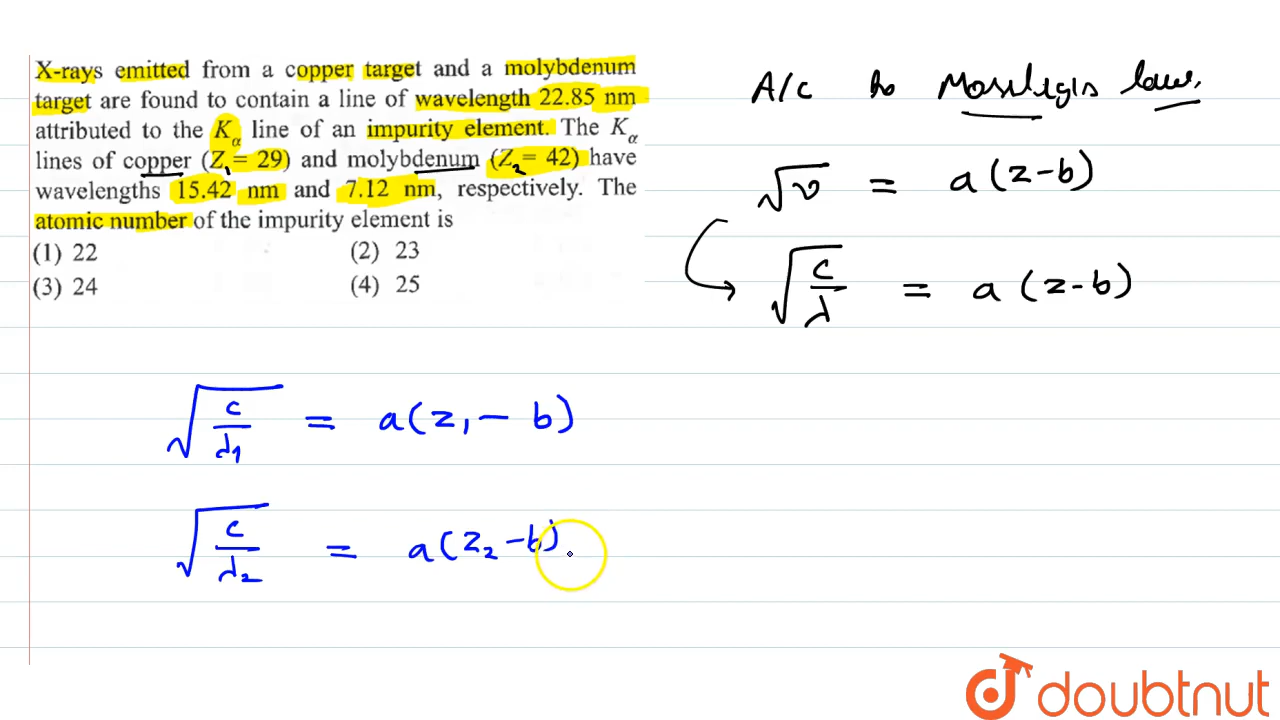 X-rays emitted from a copper target and a molybdenum
target are found to contain a line of wavelength 22.85 nm
attributed to the Kα line of an impurity element. The Kα
lines of copper (Z1 = 29) and molybdenum (Z2 = 42) have
wavelengths 15.42 nm and 7.12 nm, respectively. The
atomic number of the impurity element is
(1) 22 (2) 23
(3) 24 (4) 25
A/c to law.
√ν = a(z-b)
√(c/λ) = a(z-b)
√(c/λ1) = a(z1 - b)
√(c/λ2) = a(z2 - b)
doubtnut